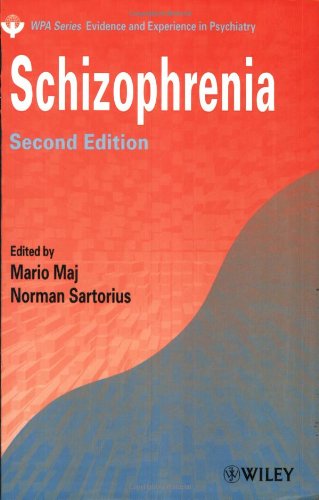 WPA Series Evidence and Experience in Psychiatry
Schizophrenia
Second Edition
Edited by
Mario Maj
Norman Sartorius
WILEY